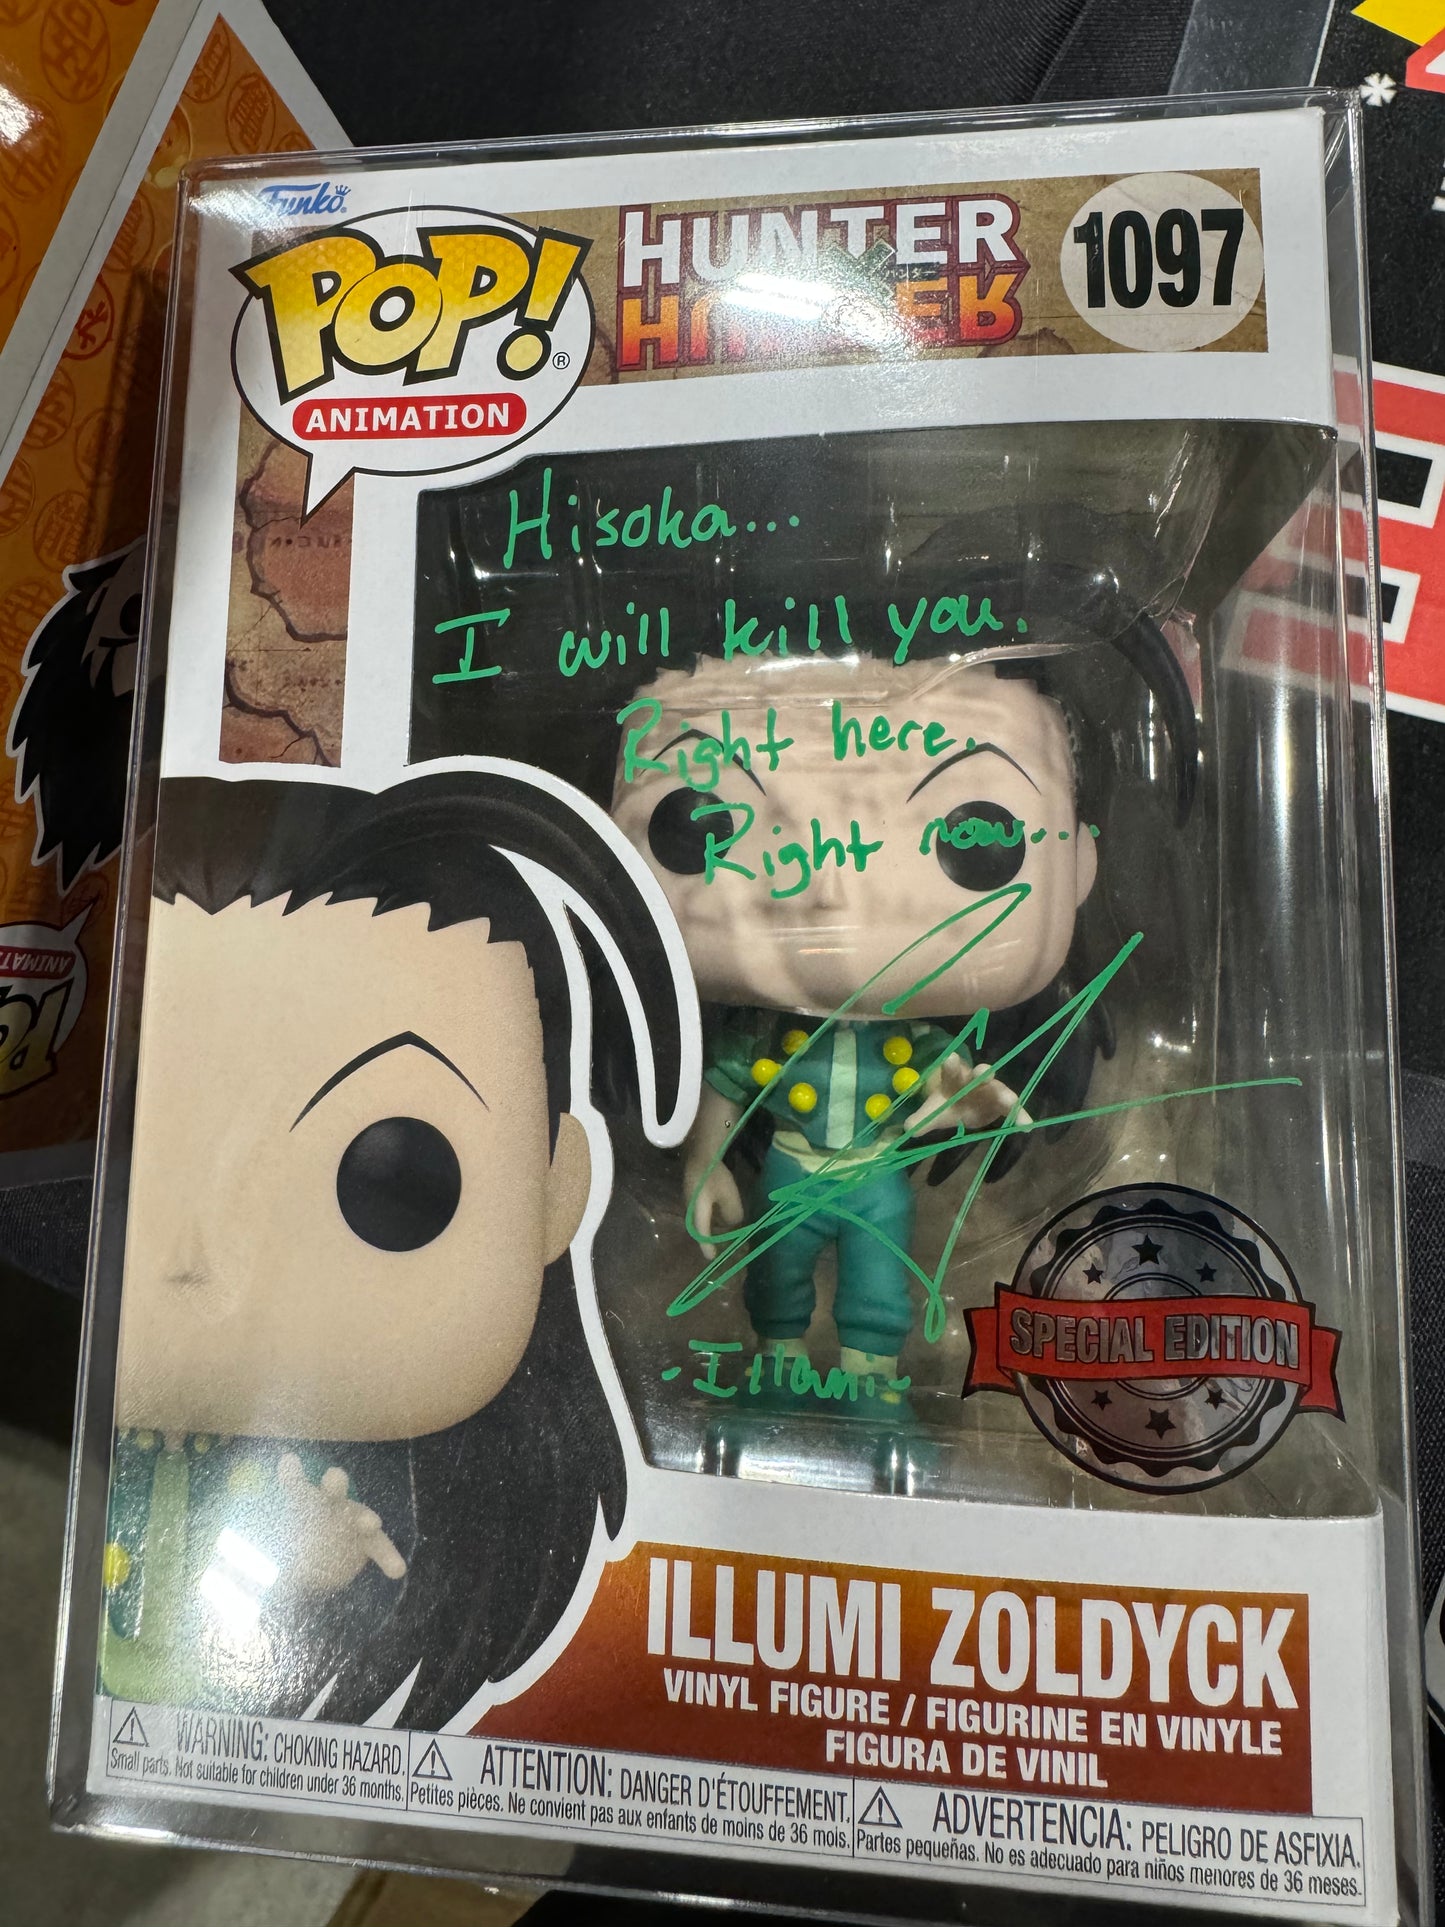 Funko®
POP!®
ANIMATION
HUNTER
HUNTER
1097
Hisoka...
I will kill you.
Right here.
Right now...
-Illumi-
SPECIAL EDITION
ILLUMI ZOLDYCK
VINYL FIGURE / FIGURINE EN VINYLE
FIGURA DE VINIL
WARNING: CHOKING HAZARD.
Small parts. Not suitable for children under 36 months.
ATTENTION: DANGER D'ÉTOUFFEMENT.
Petites pièces. Ne convient pas aux enfants de moins de 36 mois.
ADVERTENCIA: PELIGRO DE ASFIXIA.
Partes pequeñas. No es adecuado para niños menores de 36 meses.